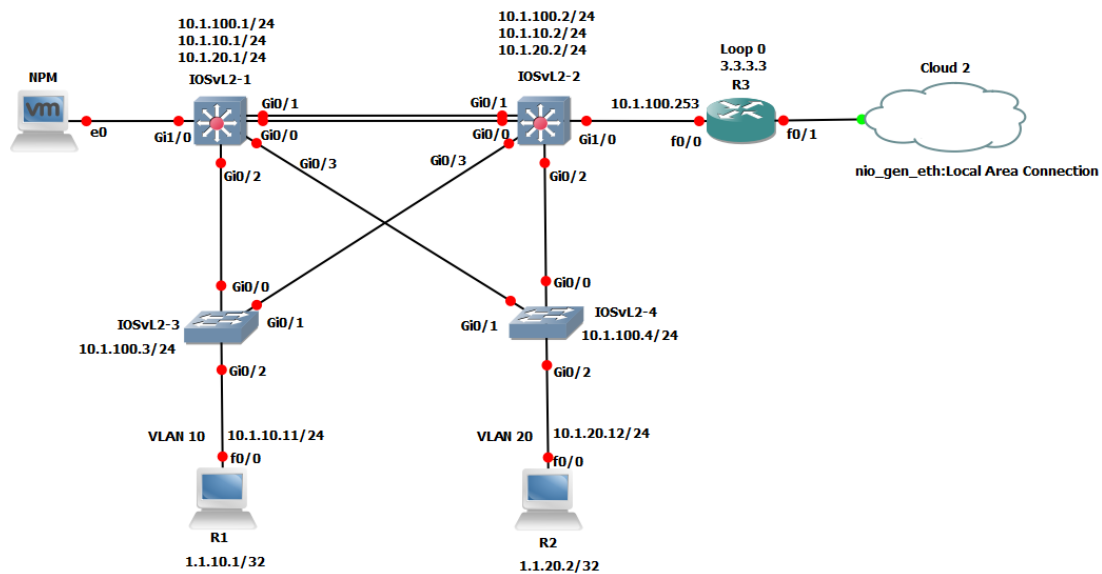 10.1.100.1/24
10.1.10.1/24
10.1.20.1/24
IOSvL2-1
10.1.100.2/24
10.1.10.2/24
10.1.20.2/24
IOSvL2-2
Loop 0
3.3.3.3
R3
Cloud 2
NPM
vm
e0
Gi1/0
Gi0/1
Gi0/0
Gi0/1
Gi0/0
10.1.100.253
Gi1/0
f0/0
f0/1
nio_gen_eth:Local Area Connection
Gi0/2
Gi0/3
Gi0/3
Gi0/2
Gi0/0
Gi0/0
IOSvL2-3
10.1.100.3/24
Gi0/1
Gi0/1
IOSvL2-4
10.1.100.4/24
Gi0/2
Gi0/2
VLAN 10
10.1.10.11/24
f0/0
VLAN 20
10.1.20.12/24
f0/0
R1
1.1.10.1/32
R2
1.1.20.2/32